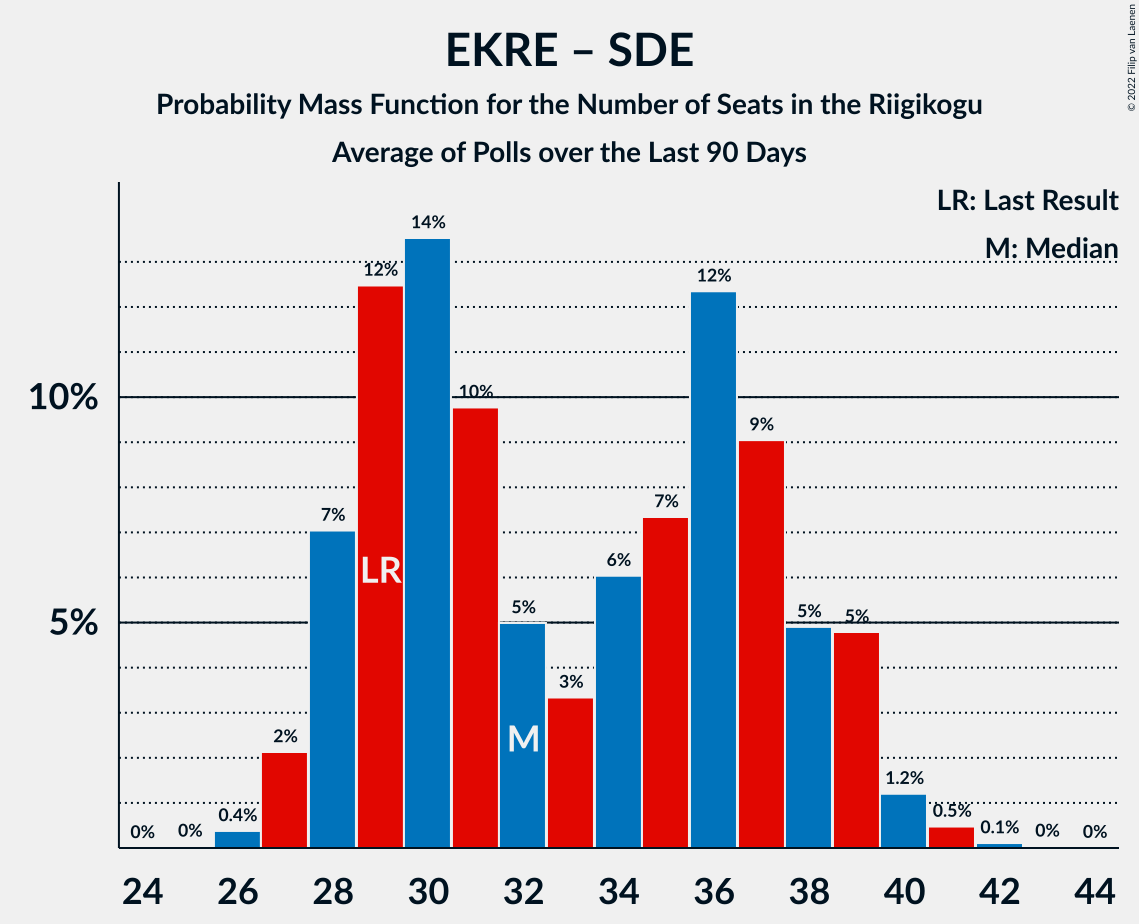 EKRE – SDE
Probability Mass Function for the Number of Seats in the Riigikogu
Average of Polls over the Last 90 Days
© 2022 Filip van Laenen
LR: Last Result
M: Median
10%
5%
0%
0%
0.4%
2%
7%
12%
14%
10%
5%
3%
6%
7%
12%
9%
5%
5%
1.2%
0.5%
0.1%
0%
0%
LR
M
24 26 28 30 32 34 36 38 40 42 44